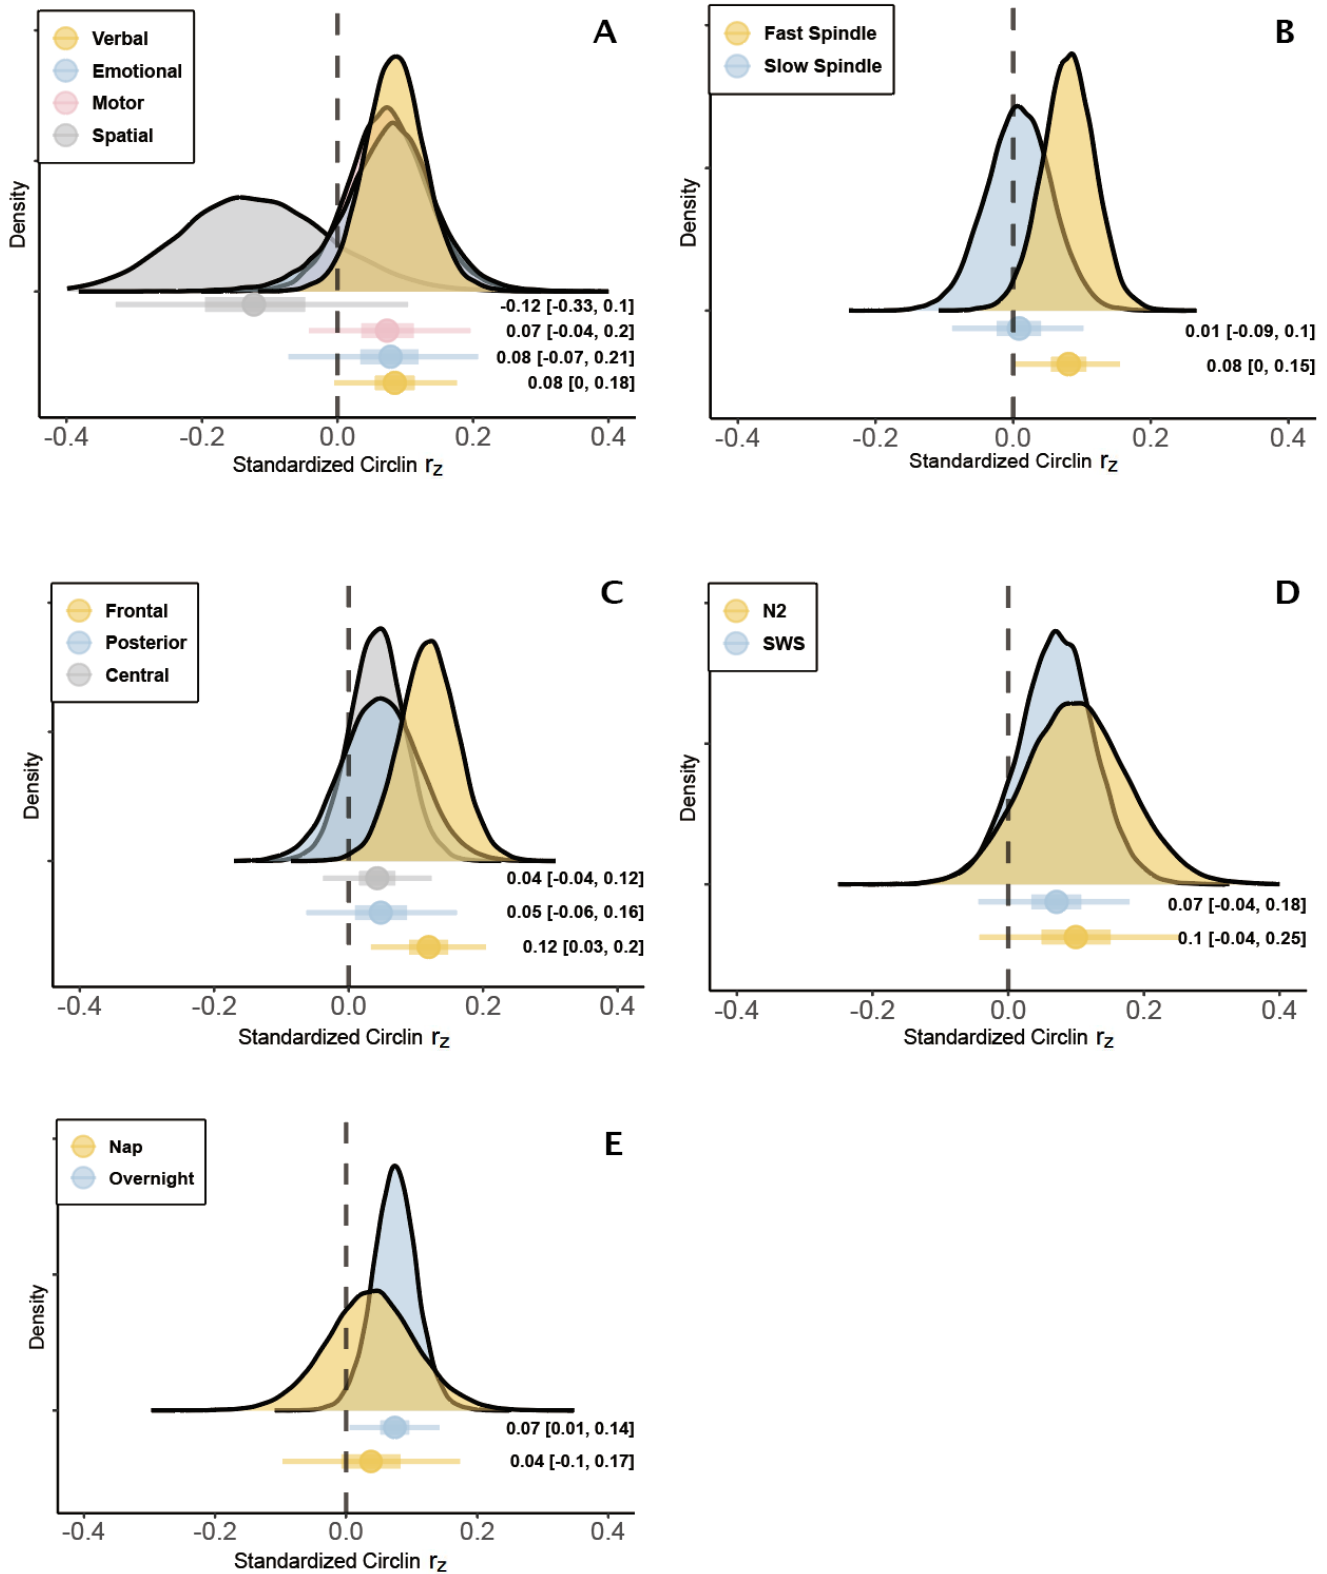 A
Verbal
Emotional
Motor
Spatial
Density
-0.12 [-0.33, 0.1]
0.07 [-0.04, 0.2]
0.08 [-0.07, 0.21]
0.08 [0, 0.18]
-0.4 -0.2 0.0 0.2 0.4
Standardized Circlin rz
B
Fast Spindle
Slow Spindle
Density
0.01 [-0.09, 0.1]
0.08 [0, 0.15]
-0.4 -0.2 0.0 0.2 0.4
Standardized Circlin rz
C
Frontal
Posterior
Central
Density
0.04 [-0.04, 0.12]
0.05 [-0.06, 0.16]
0.12 [0.03, 0.2]
-0.4 -0.2 0.0 0.2 0.4
Standardized Circlin rz
D
N2
SWS
Density
0.07 [-0.04, 0.18]
0.1 [-0.04, 0.25]
-0.4 -0.2 0.0 0.2 0.4
Standardized Circlin rz
E
Nap
Overnight
Density
0.07 [0.01, 0.14]
0.04 [-0.1, 0.17]
-0.4 -0.2 0.0 0.2 0.4
Standardized Circlin rz